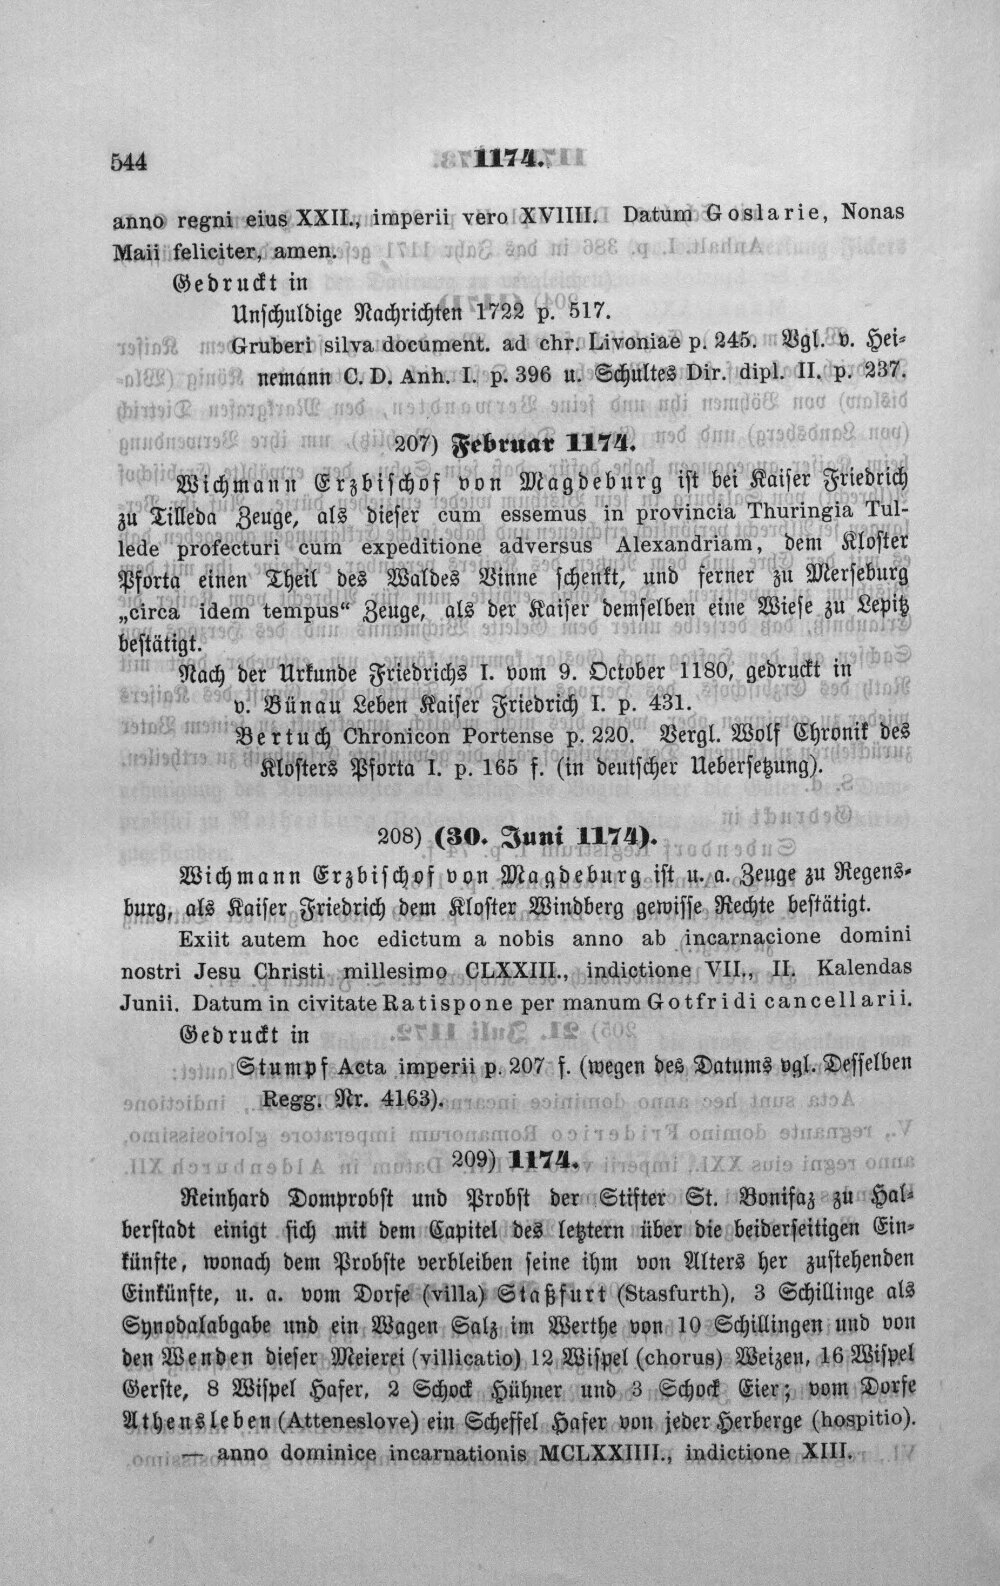 544 1174.
anno regni eius XXII., imperii vero XVIIII. Datum Goslarie, Nonas
Maii feliciter, amen.
Gedruckt in
Unschuldige Nachrichten 1722 p. 517.
Gruberi silva document. ad chr. Livoniae p. 245. Vgl. v. Hei-
nemann C. D. Anh. I. p. 396 u. Schultes Dir. dipl. II. p. 237.
207) Februar 1174.
Wichmann Erzbischof von Magdeburg ist bei Kaiser Friedrich
zu Tilleda Zeuge, als dieser cum essemus in provincia Thuringia Tul-
lede profecturi cum expeditione adversus Alexandriam, dem Kloster
Pforta einen Theil des Waldes Vinne schenkt, und ferner zu Merseburg
„circa idem tempus“ Zeuge, als der Kaiser demselben eine Wiese zu Lepitz
bestätigt.
Nach der Urkunde Friedrichs I. vom 9. October 1180, gedruckt in
v. Bünau Leben Kaiser Friedrich I. p. 431.
Bertuch Chronicon Portense p. 220. Vergl. Wolf Chronik des
Klosters Pforta I. p. 165 f. (in deutscher Uebersetzung).
208) (30. Juni 1174).
Wichmann Erzbischof von Magdeburg ist u. a. Zeuge zu Regens-
burg, als Kaiser Friedrich dem Kloster Windberg gewisse Rechte bestätigt.
Exiit autem hoc edictum a nobis anno ab incarnacione domini
nostri Jesu Christi millesimo CLXXIII., indictione VII., II. Kalendas
Junii. Datum in civitate Ratispone per manum Gotfridi cancellarii.
Gedruckt in
Stumpf Acta imperii p. 207 f. (wegen des Datums vgl. Desselben
Regg. Nr. 4163).
209) 1174.
Reinhard Domprobst und Probst der Stifter St. Bonifaz zu Hal-
berstadt einigt sich mit dem Capitel des letztern über die beiderseitigen Ein-
künfte, wonach dem Probste verbleiben seine ihm von Alters her zustehenden
Einkünfte, u. a. vom Dorfe (villa) Staßfurt (Stasfurth), 3 Schillinge als
Synodalabgabe und ein Wagen Salz im Werthe von 10 Schillingen und von
den Wenden dieser Meierei (villicatio) 12 Wispel (chorus) Weizen, 16 Wispel
Gerste, 8 Wispel Hafer, 2 Schock Hühner und 3 Schock Eier; vom Dorfe
Athensleben (Atteneslove) ein Scheffel Hafer von jeder Herberge (hospitio).
— anno dominice incarnationis MCLXXIIII., indictione XIII.